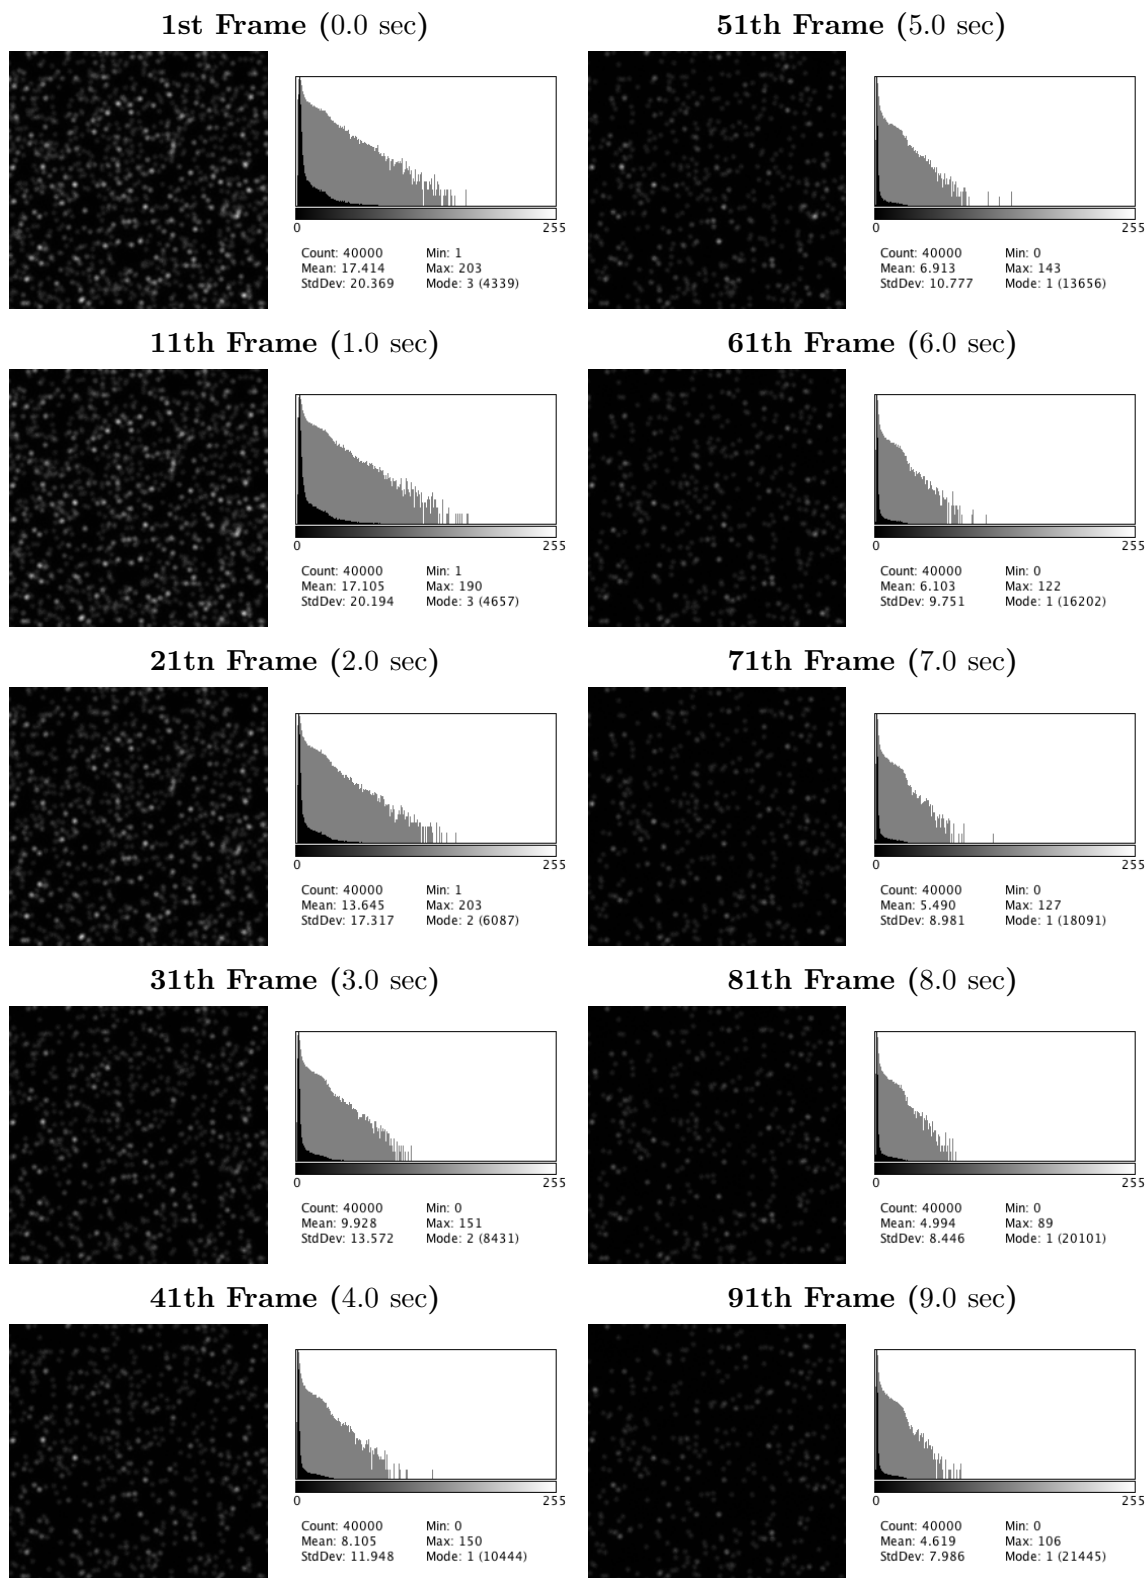 1st Frame (0.0 sec)
0 255
Count: 40000 Min: 1
Mean: 17.414 Max: 203
StdDev: 20.369 Mode: 3 (4339)
11th Frame (1.0 sec)
0 255
Count: 40000 Min: 1
Mean: 17.105 Max: 190
StdDev: 20.194 Mode: 3 (4657)
21tn Frame (2.0 sec)
0 255
Count: 40000 Min: 1
Mean: 13.645 Max: 203
StdDev: 17.317 Mode: 2 (6087)
31th Frame (3.0 sec)
0 255
Count: 40000 Min: 0
Mean: 9.928 Max: 151
StdDev: 13.572 Mode: 2 (8431)
41th Frame (4.0 sec)
0 255
Count: 40000 Min: 0
Mean: 8.105 Max: 150
StdDev: 11.948 Mode: 1 (10444)
51th Frame (5.0 sec)
0 255
Count: 40000 Min: 0
Mean: 6.913 Max: 143
StdDev: 10.777 Mode: 1 (13656)
61th Frame (6.0 sec)
0 255
Count: 40000 Min: 0
Mean: 6.103 Max: 122
StdDev: 9.751 Mode: 1 (16202)
71th Frame (7.0 sec)
0 255
Count: 40000 Min: 0
Mean: 5.490 Max: 127
StdDev: 8.981 Mode: 1 (18091)
81th Frame (8.0 sec)
0 255
Count: 40000 Min: 0
Mean: 4.994 Max: 89
StdDev: 8.446 Mode: 1 (20101)
91th Frame (9.0 sec)
0 255
Count: 40000 Min: 0
Mean: 4.619 Max: 106
StdDev: 7.986 Mode: 1 (21445)